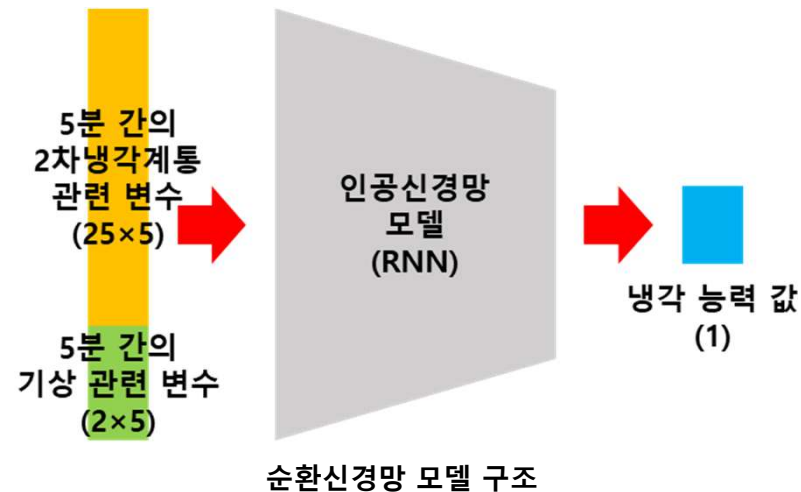 5분 간의
2차냉각계통
관련 변수
(25×5)
5분 간의
기상 관련 변수
(2×5)
인공신경망
모델
(RNN)
냉각 능력 값
(1)
순환신경망 모델 구조